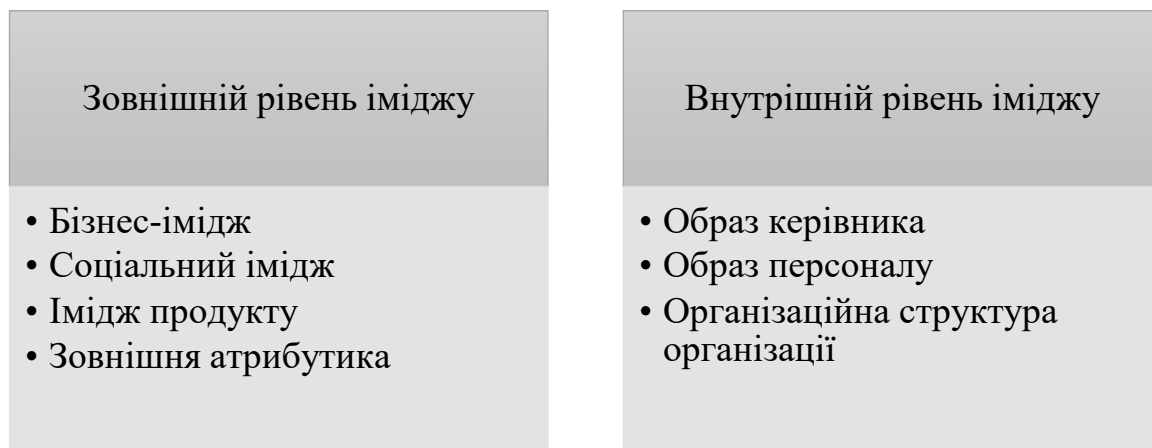 Зовнішній рівень іміджу
• Бізнес-імідж
• Соціальний імідж
• Імідж продукту
• Зовнішня атрибутика
Внутрішній рівень іміджу
• Образ керівника
• Образ персоналу
• Організаційна структура
організації